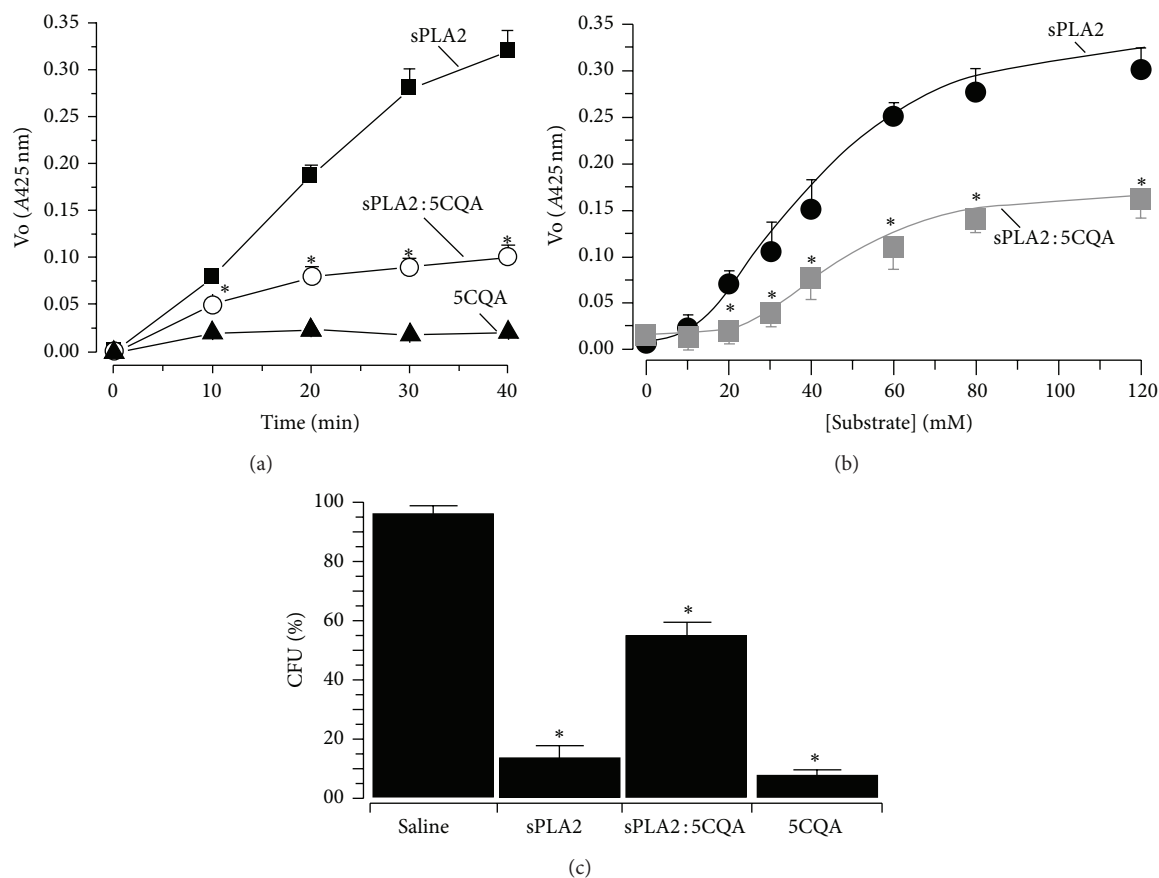 0.35
0.30
0.25
0.20
0.15
0.10
0.05
0.00
Vo (A425 nm)
sPLA2
sPLA2 : 5CQA
5CQA
* * * *
0 10 20 30 40
Time (min)
(a)
0.35
0.30
0.25
0.20
0.15
0.10
0.05
0.00
Vo (A425 nm)
sPLA2
sPLA2 : 5CQA
* * * * * *
0 20 40 60 80 100 120
[Substrate] (mM)
(b)
100
80
60
40
20
00
CFU (%)
* * *
Saline sPLA2 sPLA2 : 5CQA 5CQA
(c)